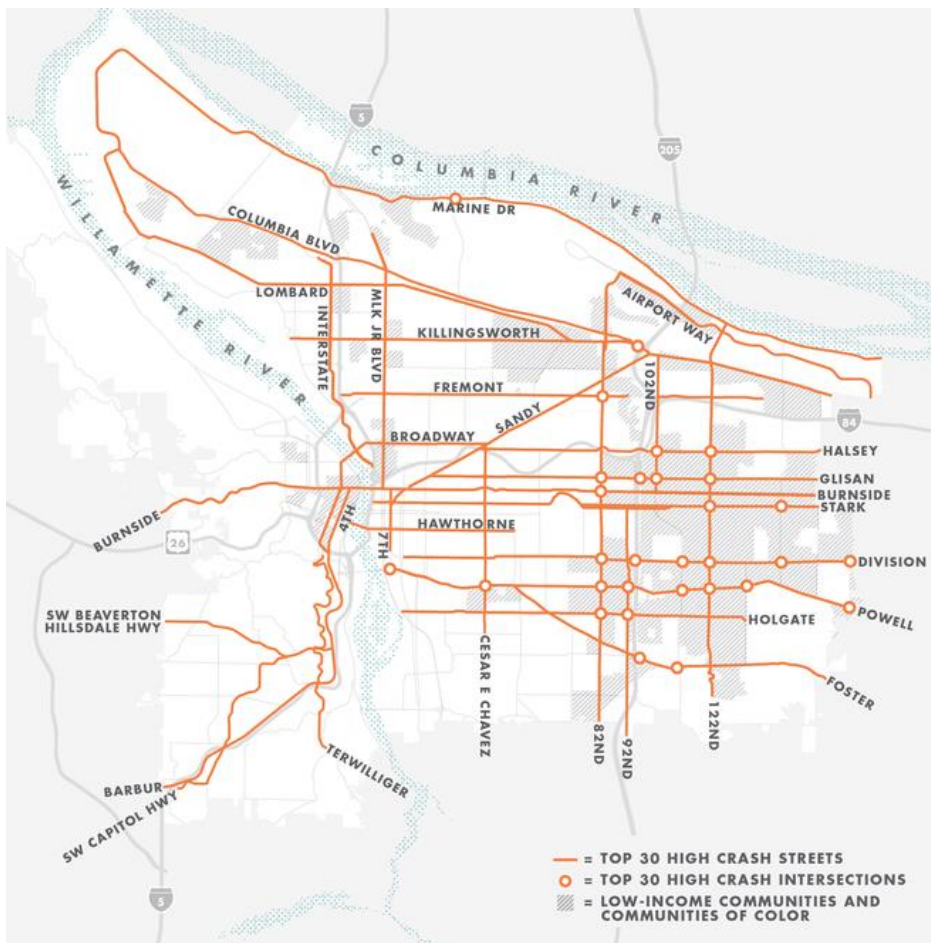 5
205
COLUMBIA RIVER
MARINE DR
WILLAMETTE RIVER
COLUMBIA BLVD
LOMBARD
INTERSTATE
MLK JR BLVD
AIRPORT WAY
KILLINGSWORTH
102ND
FREMONT
SANDY
84
BROADWAY
HALSEY
GLISAN
BURNSIDE
STARK
BURNSIDE
4TH
HAWTHORNE
26
7TH
DIVISION
POWELL
SW BEAVERTON
HILLSDALE HWY
HOLGATE
CESAR E CHAVEZ
FOSTER
82ND
92ND
122ND
TERWILLIGER
BARBUR
SW CAPITOL HWY
5
= TOP 30 HIGH CRASH STREETS
= TOP 30 HIGH CRASH INTERSECTIONS
= LOW-INCOME COMMUNITIES AND
COMMUNITIES OF COLOR